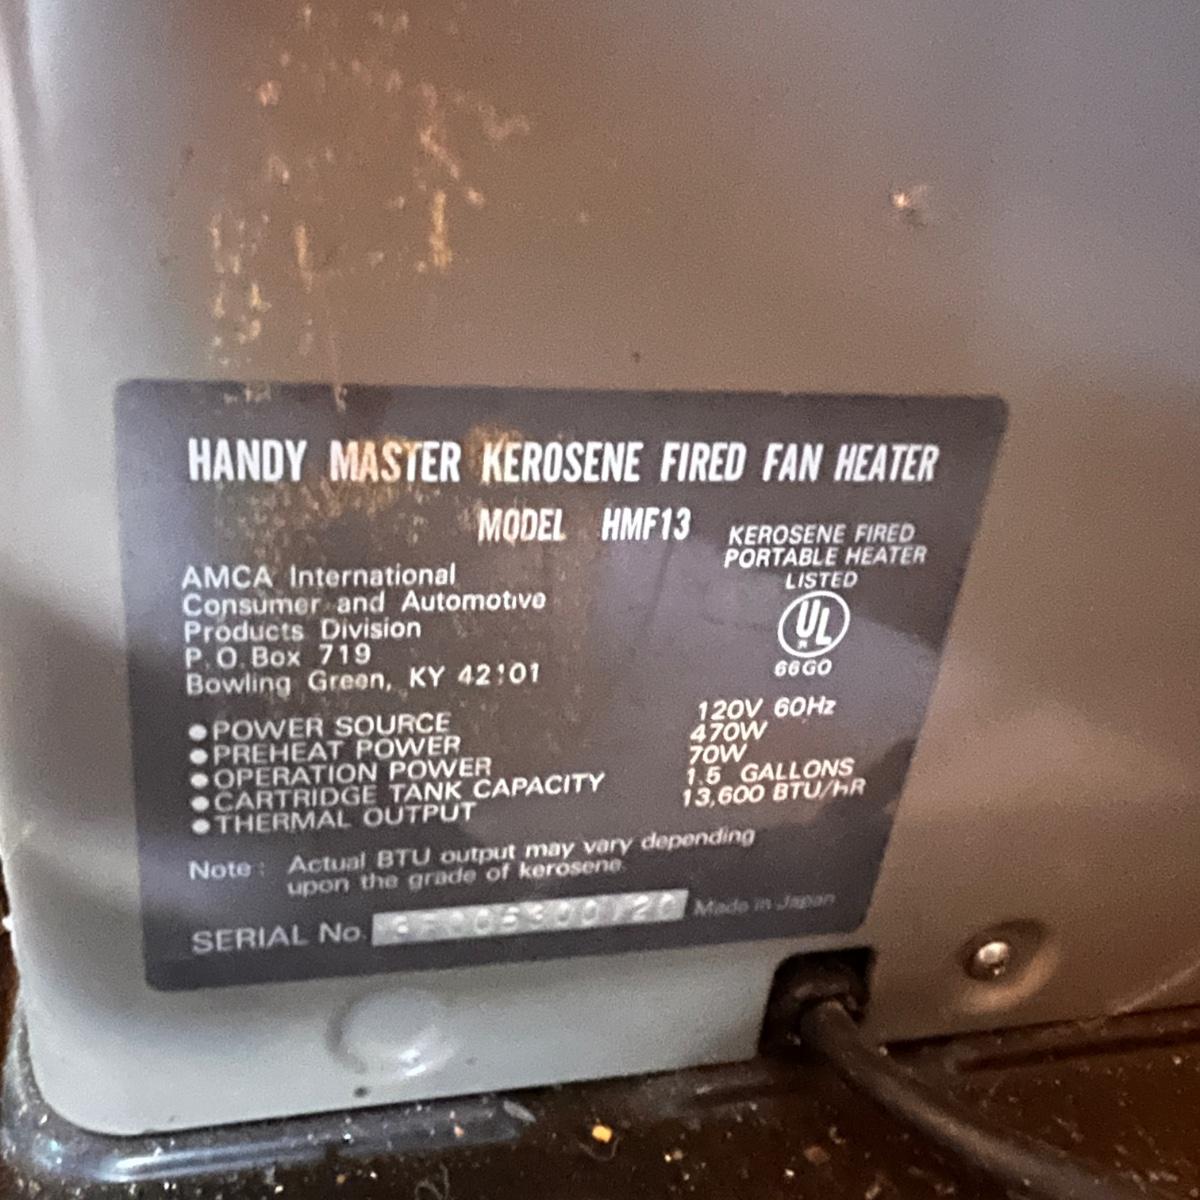 HANDY MASTER KEROSENE FIRED FAN HEATER
MODEL HMF13
KEROSENE FIRED
PORTABLE HEATER
LISTED
UL
66GO
AMCA International
Consumer and Automotive
Products Division
P.O. Box 719
Bowling Green, KY 42101
●POWER SOURCE 120V 60Hz
●PREHEAT POWER 470W
●OPERATION POWER 70W
●CARTRIDGE TANK CAPACITY 1.5 GALLONS
●THERMAL OUTPUT 13,600 BTU/hR
Note: Actual BTU output may vary depending
upon the grade of kerosene.
SERIAL No. Made in Japan